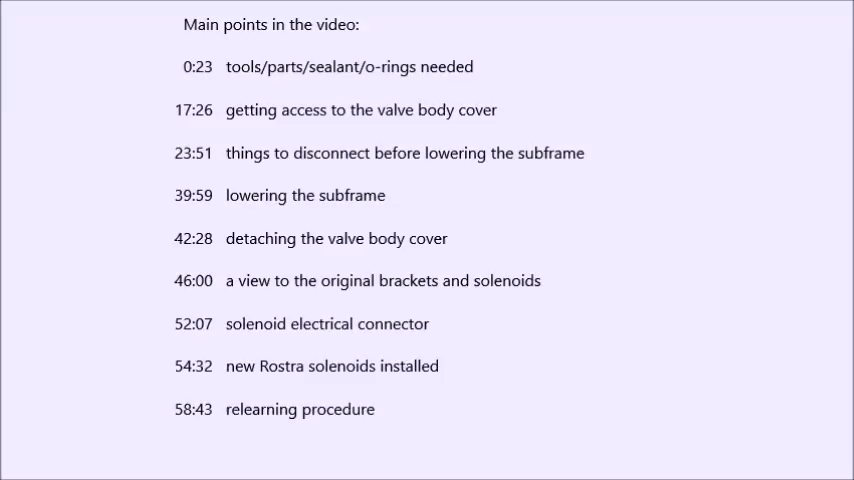 Main points in the video:
0:23 tools/parts/sealant/o-rings needed
17:26 getting access to the valve body cover
23:51 things to disconnect before lowering the subframe
39:59 lowering the subframe
42:28 detaching the valve body cover
46:00 a view to the original brackets and solenoids
52:07 solenoid electrical connector
54:32 new Rostra solenoids installed
58:43 relearning procedure